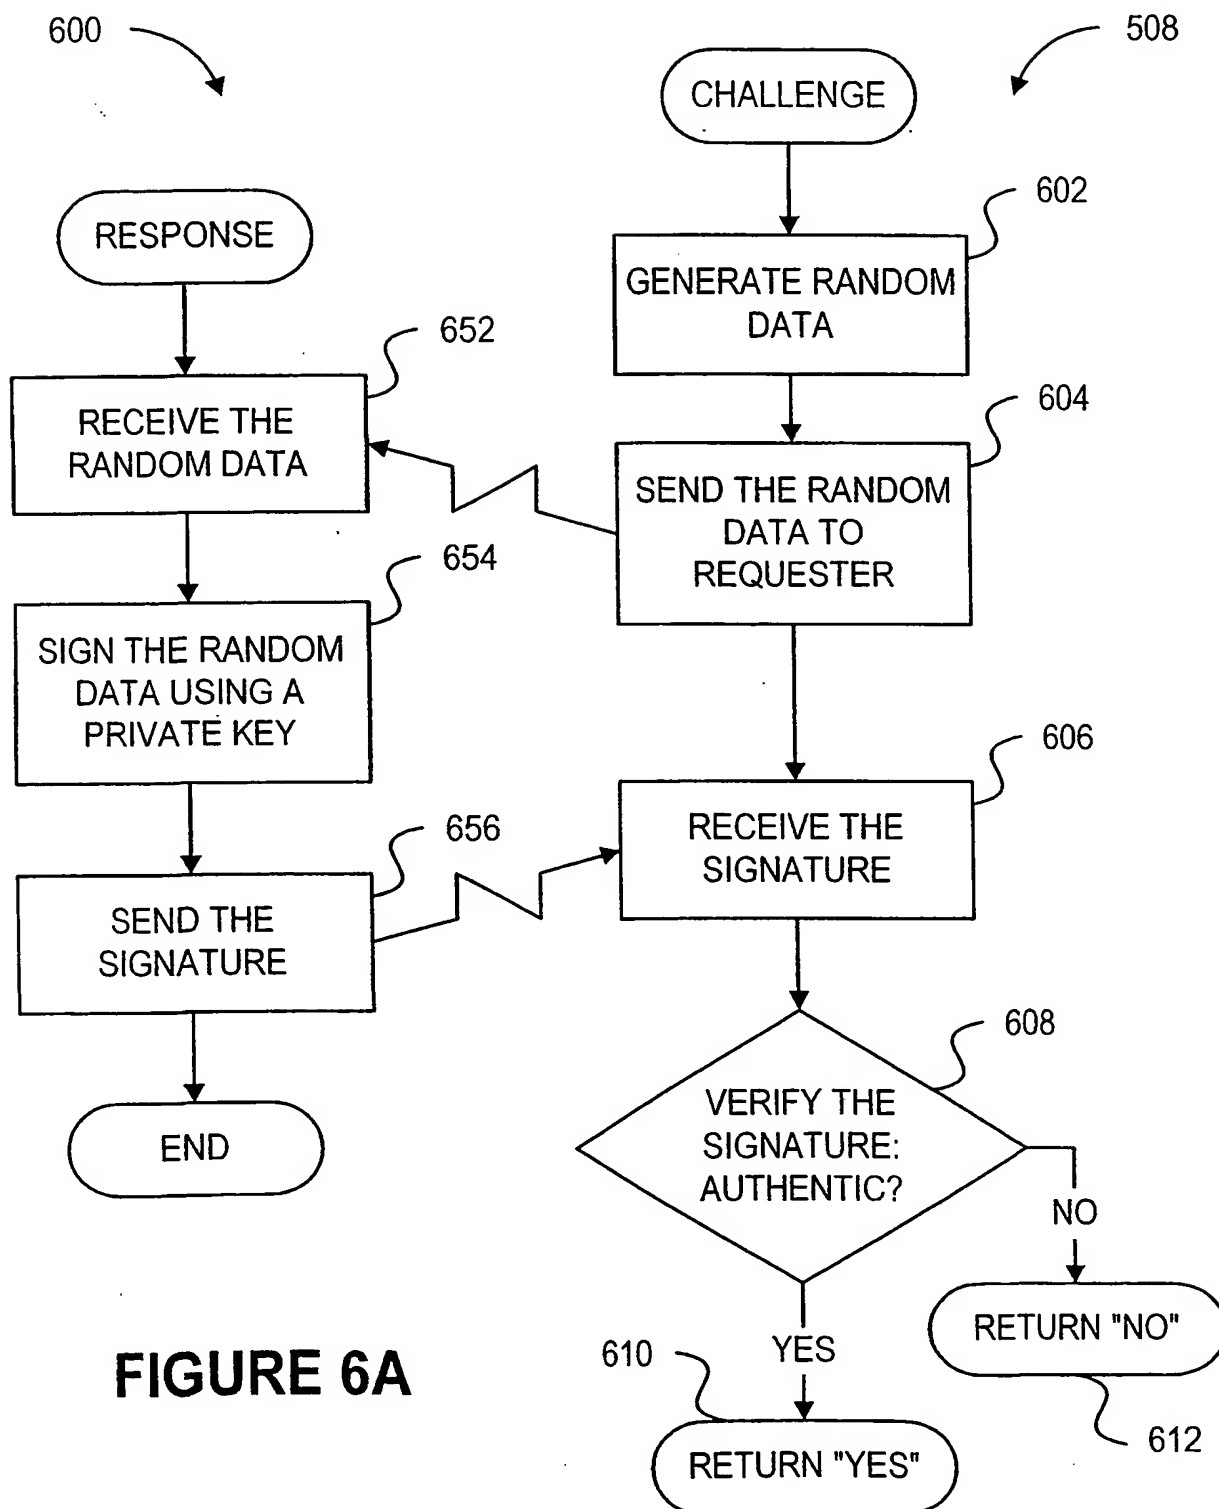 600
508
CHALLENGE
602
RESPONSE
GENERATE RANDOM
DATA
652
604
RECEIVE THE
RANDOM DATA
SEND THE RANDOM
DATA TO
REQUESTER
654
SIGN THE RANDOM
DATA USING A
PRIVATE KEY
606
RECEIVE THE
SIGNATURE
656
SEND THE
SIGNATURE
608
VERIFY THE
SIGNATURE:
AUTHENTIC?
END
NO
RETURN "NO"
YES
610
FIGURE 6A
612
RETURN "YES"